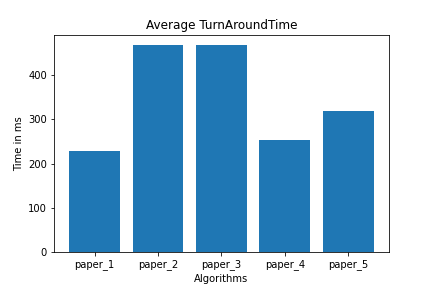 Average TurnAroundTime
Time in ms
400
300
200
100
0
paper_1 paper_2 paper_3 paper_4 paper_5
Algorithms